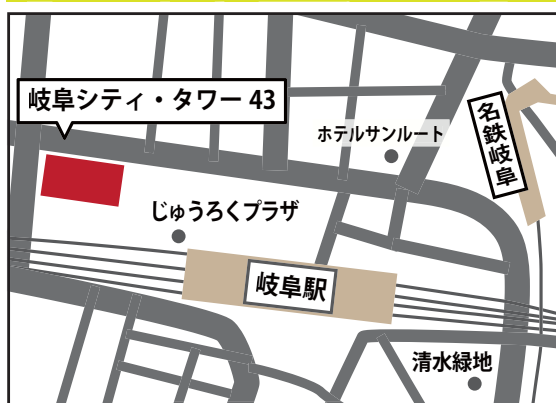 岐阜シティ・タワー 43
ホテルサンルート
名鉄岐阜
じゅうろくプラザ
岐阜駅
清水緑地